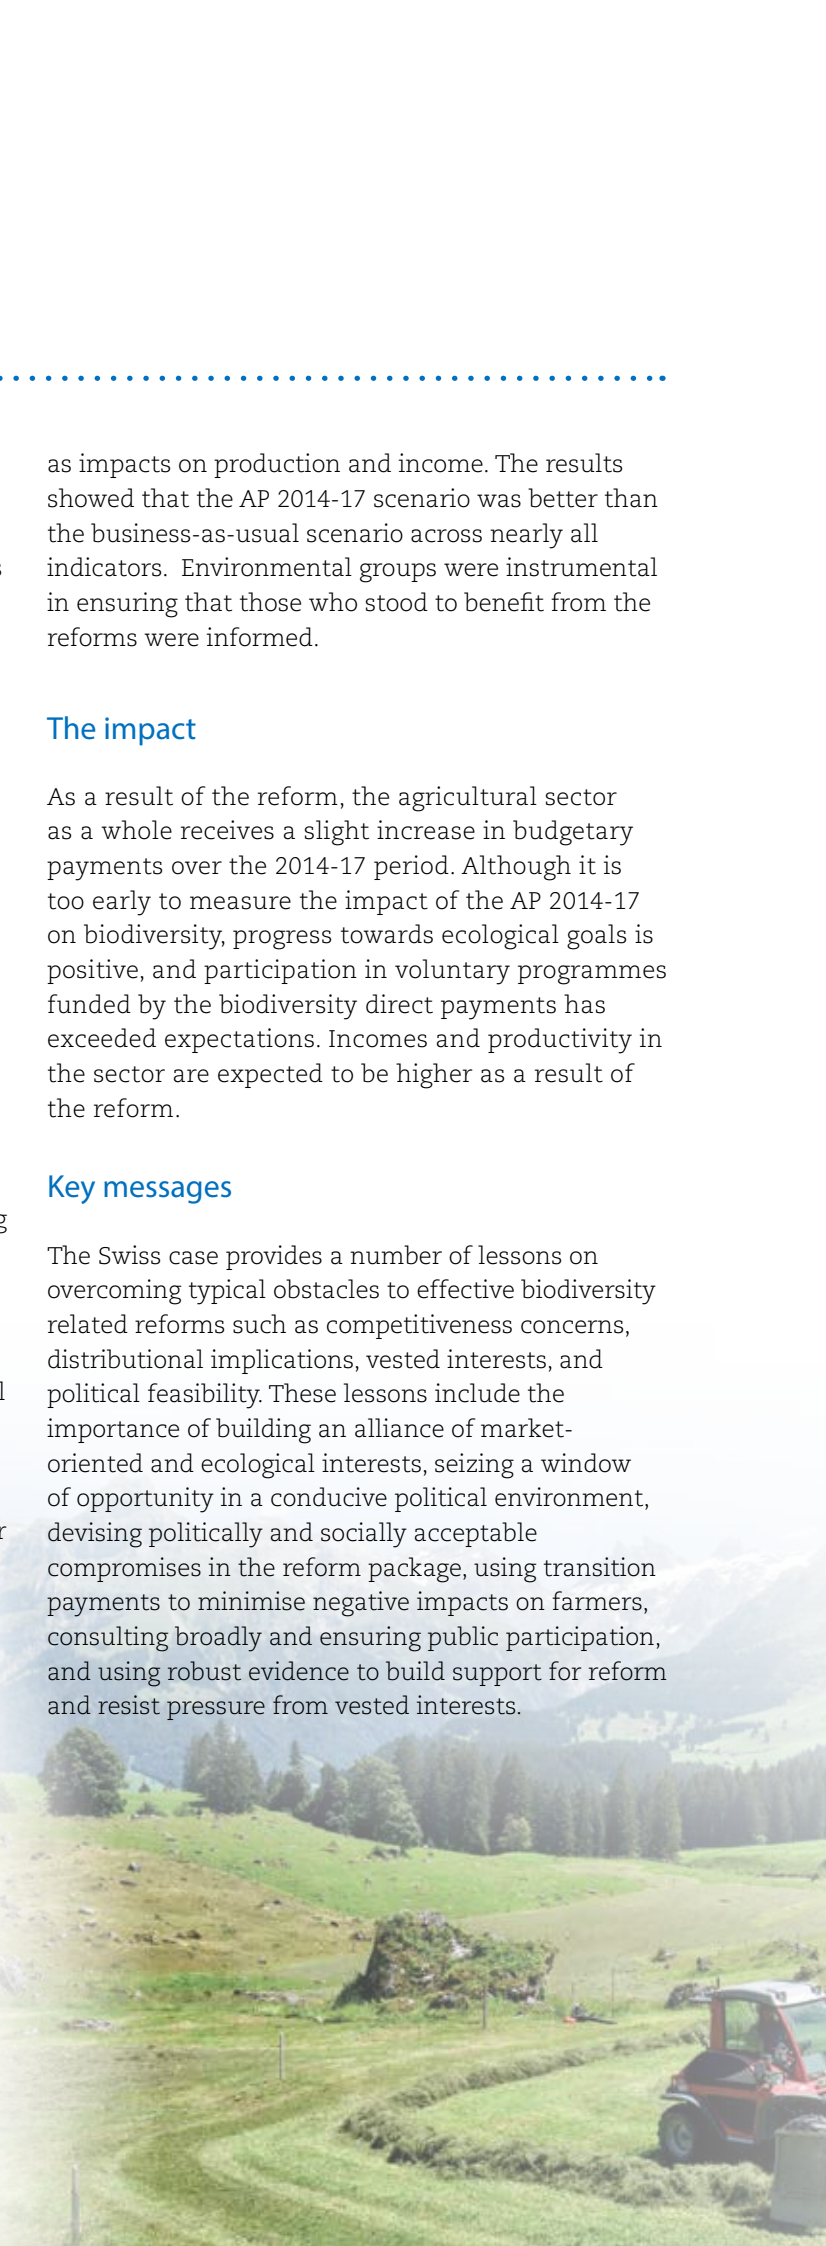 as impacts on production and income. The results
showed that the AP 2014-17 scenario was better than
the business-as-usual scenario across nearly all
indicators.  Environmental groups were instrumental
in ensuring that those who stood to benefit from the
reforms were informed.
The impact
As a result of the reform, the agricultural sector
as a whole receives a slight increase in budgetary
payments over the 2014-17 period. Although it is
too early to measure the impact of the AP 2014-17
on biodiversity, progress towards ecological goals is
positive, and participation in voluntary programmes
funded by the biodiversity direct payments has
exceeded expectations. Incomes and productivity in
the sector are expected to be higher as a result of
the reform.
Key messages
The Swiss case provides a number of lessons on
overcoming typical obstacles to effective biodiversity
related reforms such as competitiveness concerns,
distributional implications, vested interests, and
political feasibility. These lessons include the
importance of building an alliance of market-
oriented and ecological interests, seizing a window
of opportunity in a conducive political environment,
devising politically and socially acceptable
compromises in the reform package, using transition
payments to minimise negative impacts on farmers,
consulting broadly and ensuring public participation,
and using robust evidence to build support for reform
and resist pressure from vested interests.